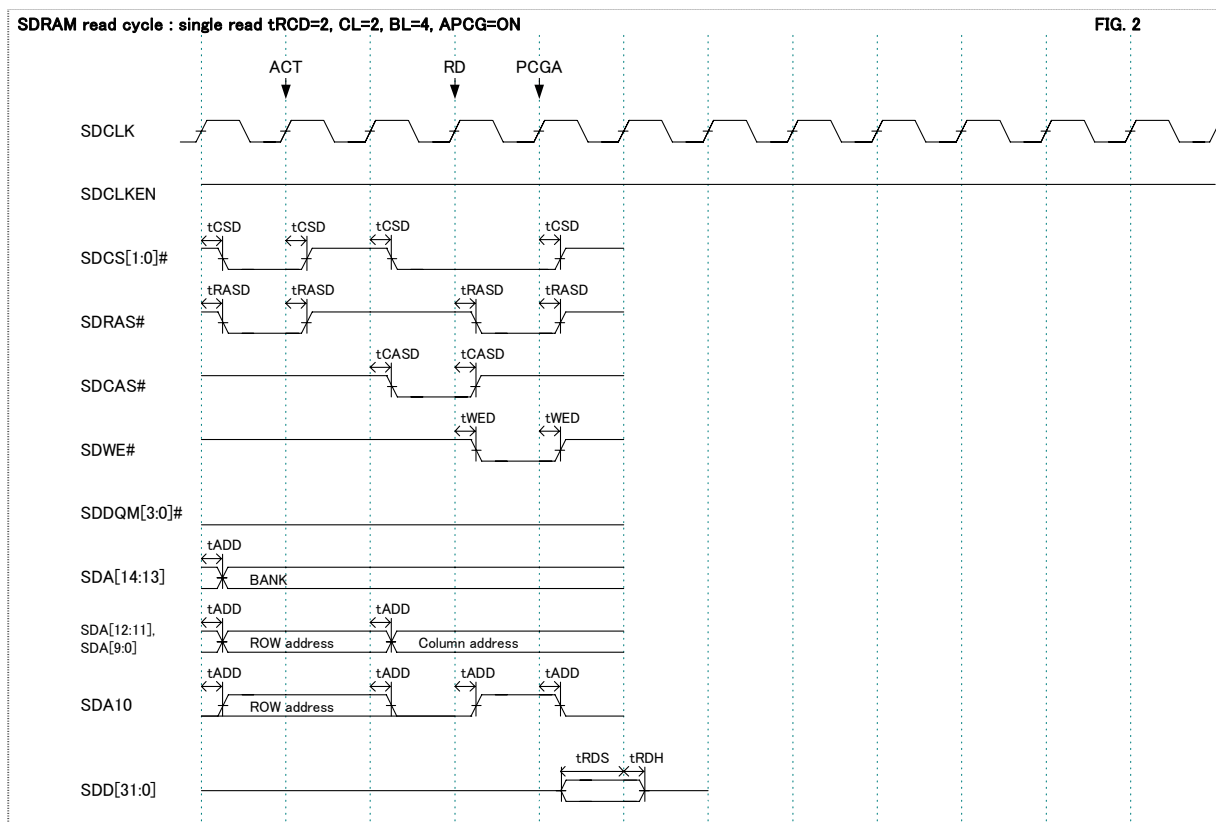 SDRAM read cycle : single read tRCD=2, CL=2, BL=4, APCG=ON FIG. 2
ACT RD PCGA
SDCLK
SDCLKEN
tCSD tCSD tCSD tCSD
SDCS[1:0]#
tRASD tRASD tRASD tRASD
SDRAS#
tCASD tCASD
SDCAS#
tWED tWED
SDWE#
SDDQM[3:0]#
tADD
SDA[14:13] BANK
tADD tADD
SDA[12:11],
SDA[9:0]
ROW address Column address
tADD tADD tADD tADD
SDA10 ROW address
tRDS tRDH
SDD[31:0]